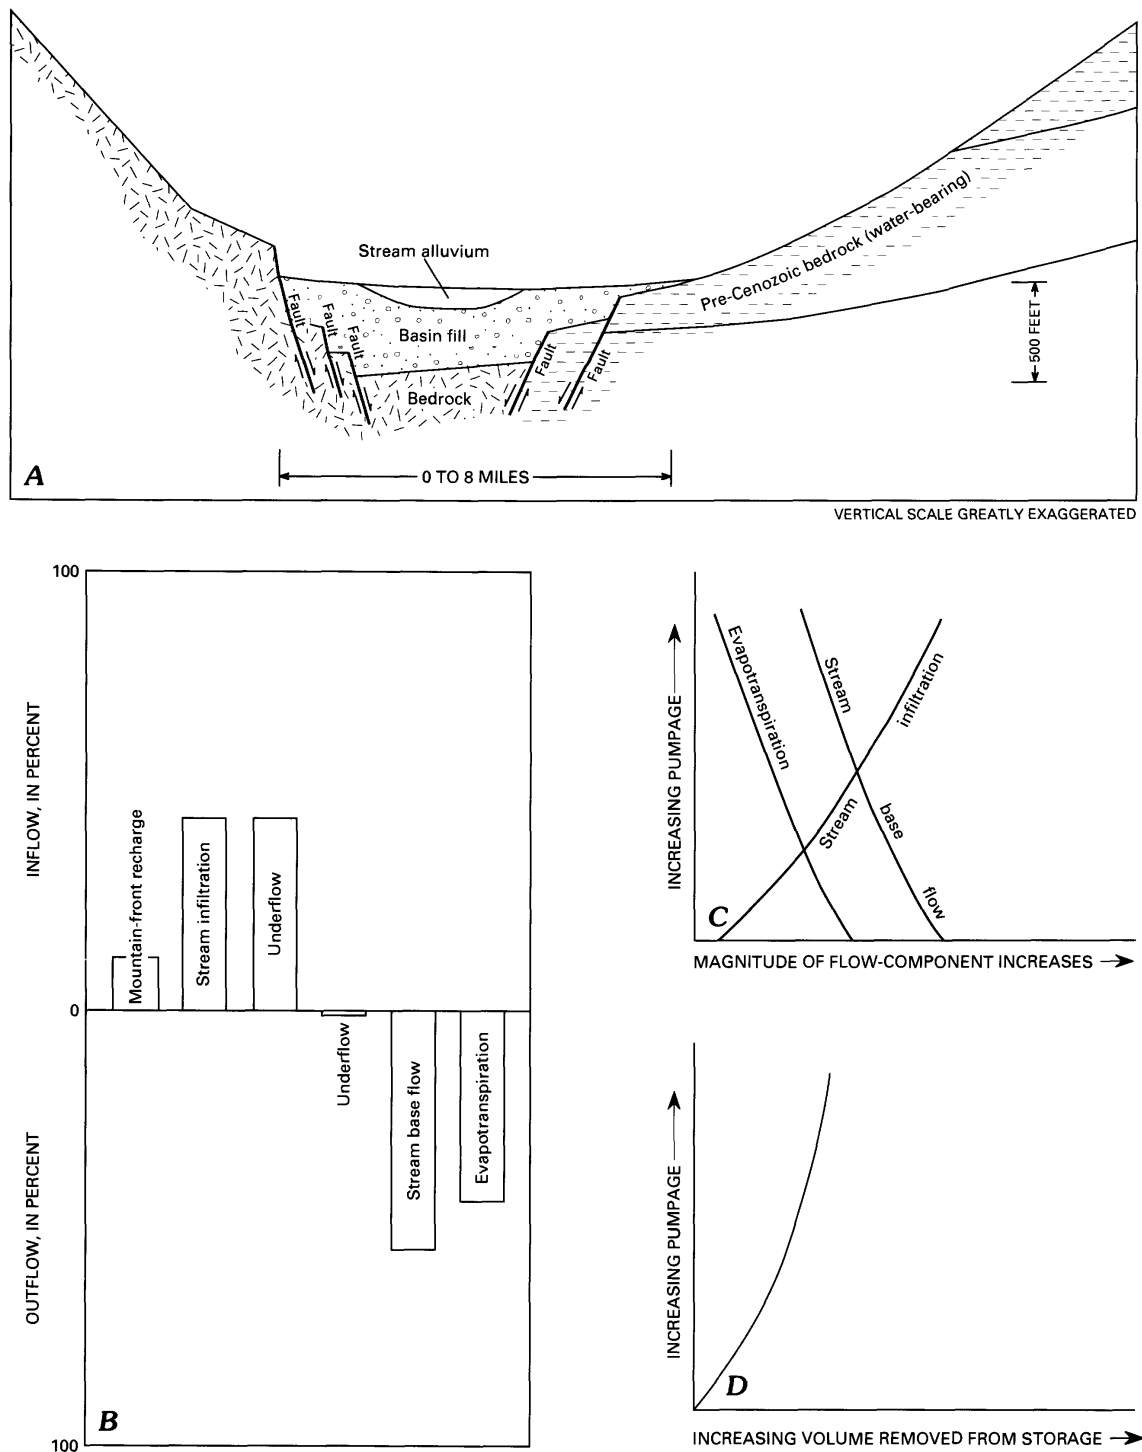 Stream alluvium
Fault
Fault
Fault
Basin fill
Bedrock
Fault
Fault
Pre-Cenozoic bedrock (water-bearing)
500 FEET
0 TO 8 MILES
A
VERTICAL SCALE GREATLY EXAGGERATED
100
0
100
INFLOW, IN PERCENT
OUTFLOW, IN PERCENT
Mountain-front recharge
Stream infiltration
Underflow
Underflow
Stream base flow
Evapotranspiration
B
INCREASING PUMPAGE
Evapotranspiration
Stream base flow
Stream infiltration
C
MAGNITUDE OF FLOW-COMPONENT INCREASES
INCREASING PUMPAGE
D
INCREASING VOLUME REMOVED FROM STORAGE